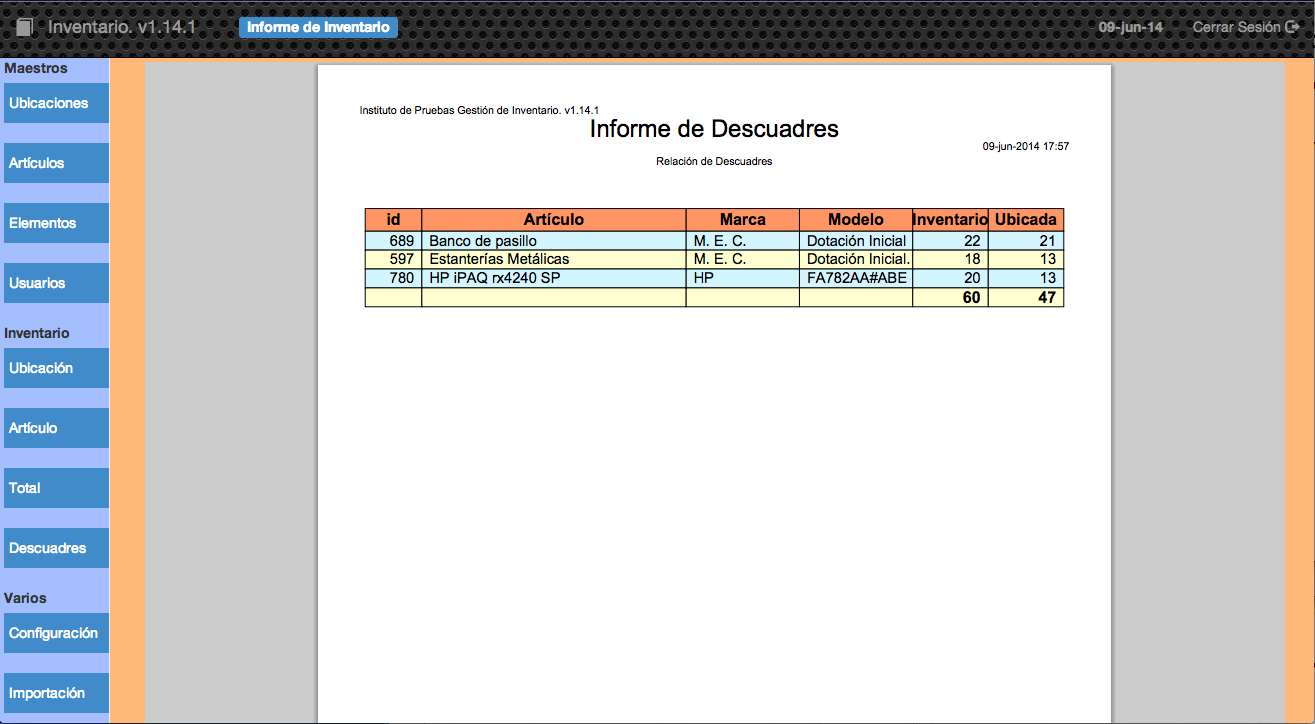 Inventario. v1.14.1 Informe de Inventario 09-jun-14 Cerrar Sesión
Maestros
Ubicaciones
Artículos
Elementos
Usuarios
Inventario
Ubicación
Artículo
Total
Descuadres
Varios
Configuración
Importación
Instituto de Pruebas Gestión de Inventario. v1.14.1
Informe de Descuadres
09-jun-2014 17:57
Relación de Descuadres
id Artículo Marca Modelo Inventario Ubicada
689 Banco de pasillo M. E. C. Dotación Inicial 22 21
597 Estanterías Metálicas M. E. C. Dotación Inicial. 18 13
780 HP iPAQ rx4240 SP HP FA782AA#ABE 20 13
60 47